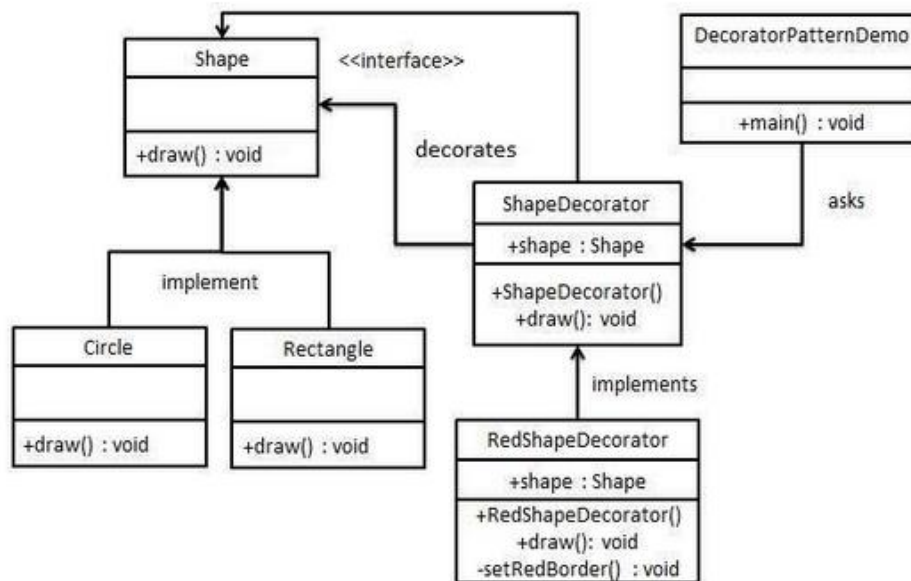 Shape
<<interface>>
+draw() : void
DecoratorPatternDemo
+main() : void
decorates
asks
ShapeDecorator
+shape : Shape
+ShapeDecorator()
+draw(): void
implement
Circle
+draw() : void
Rectangle
+draw() : void
implements
RedShapeDecorator
+shape : Shape
+RedShapeDecorator()
+draw(): void
-setRedBorder() : void